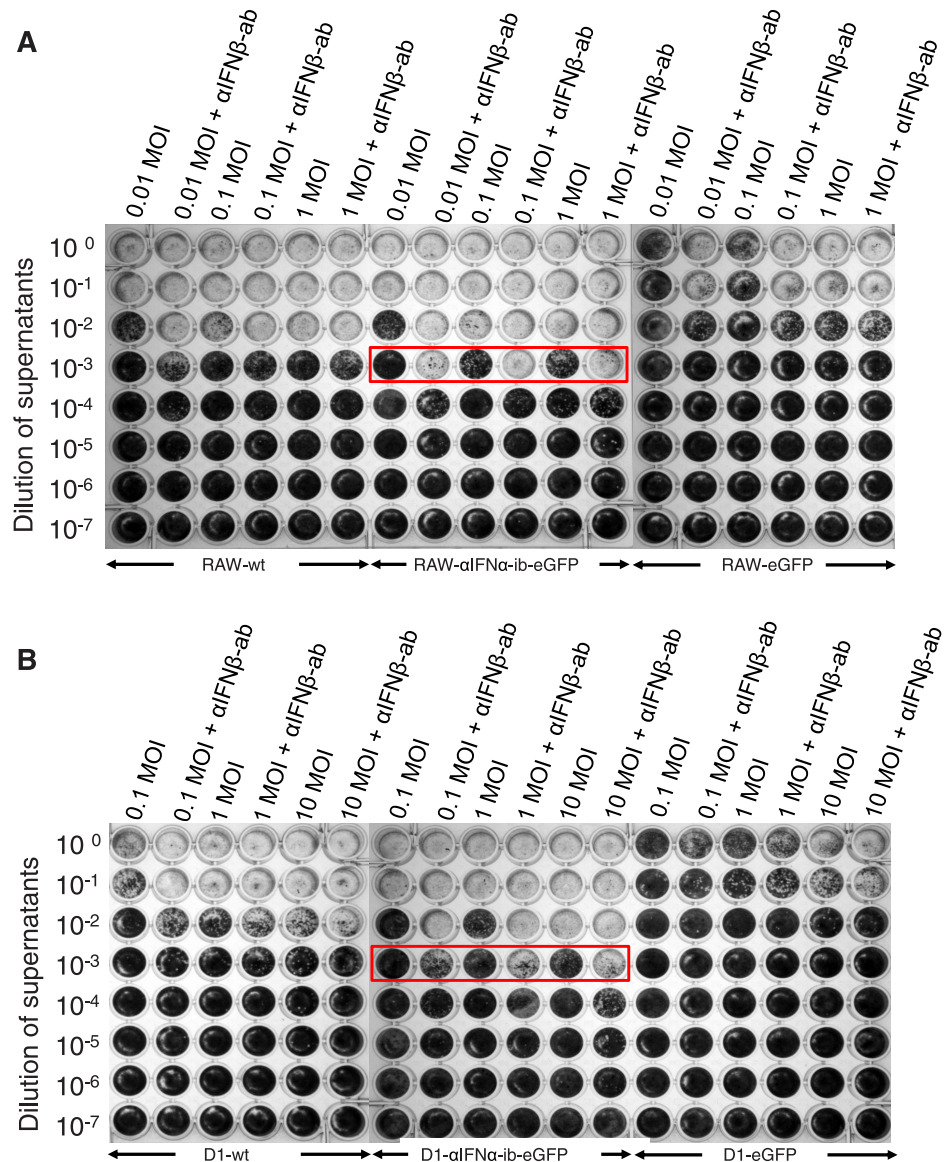 A
0.01 MOI
0.01 MOI + αIFNβ-ab
0.1 MOI
0.1 MOI + αIFNβ-ab
1 MOI
1 MOI + αIFNβ-ab
0.01 MOI
0.01 MOI + αIFNβ-ab
0.1 MOI
0.1 MOI + αIFNβ-ab
1 MOI
1 MOI + αIFNβ-ab
0.01 MOI
0.01 MOI + αIFNβ-ab
0.1 MOI
0.1 MOI + αIFNβ-ab
1 MOI
1 MOI + αIFNβ-ab
Dilution of supernatants
10 0
10-1
10-2
10-3
10-4
10-5
10-6
10-7
RAW-wt
RAW-αIFNα-ib-eGFP
RAW-eGFP
B
0.1 MOI
0.1 MOI + αIFNβ-ab
1 MOI
1 MOI + αIFNβ-ab
10 MOI
10 MOI + αIFNβ-ab
0.1 MOI
0.1 MOI + αIFNβ-ab
1 MOI
1 MOI + αIFNβ-ab
10 MOI
10 MOI + αIFNβ-ab
0.1 MOI
0.1 MOI + αIFNβ-ab
1 MOI
1 MOI + αIFNβ-ab
10 MOI
10 MOI + αIFNβ-ab
Dilution of supernatants
10 0
10-1
10-2
10-3
10-4
10-5
10-6
10-7
D1-wt
D1-αIFNα-ib-eGFP
D1-eGFP